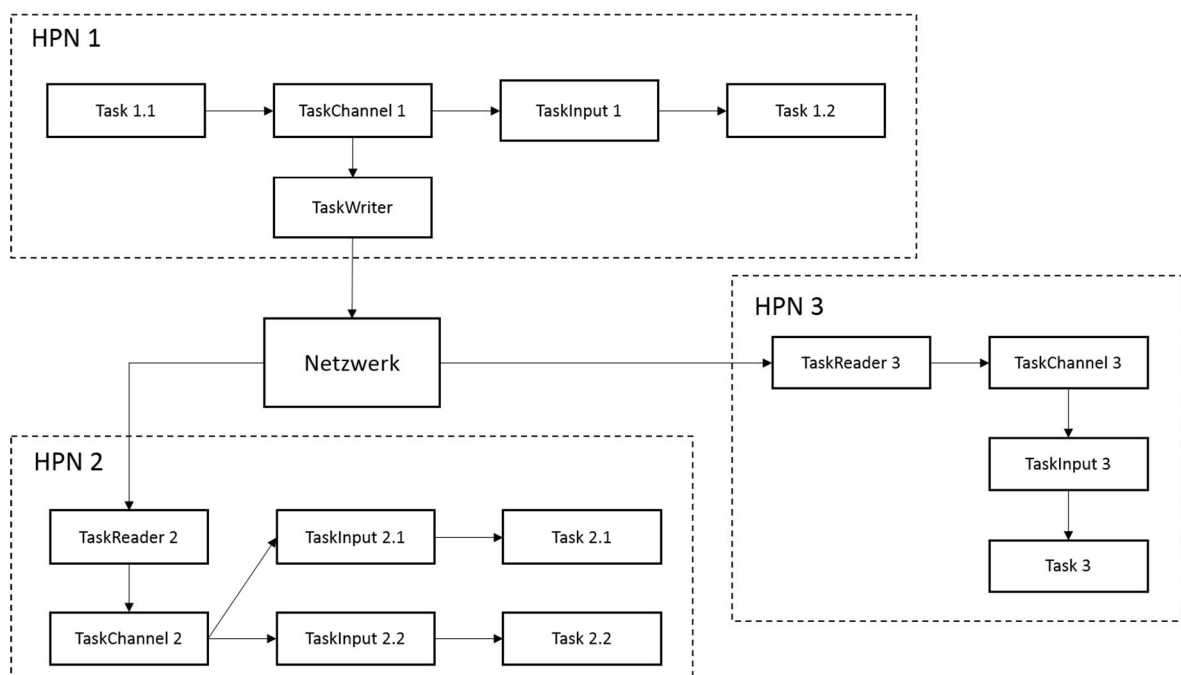 HPN 1
Task 1.1
TaskChannel 1
TaskInput 1
Task 1.2
TaskWriter
Netzwerk
HPN 3
TaskReader 3
TaskChannel 3
TaskInput 3
Task 3
HPN 2
TaskReader 2
TaskInput 2.1
Task 2.1
TaskChannel 2
TaskInput 2.2
Task 2.2